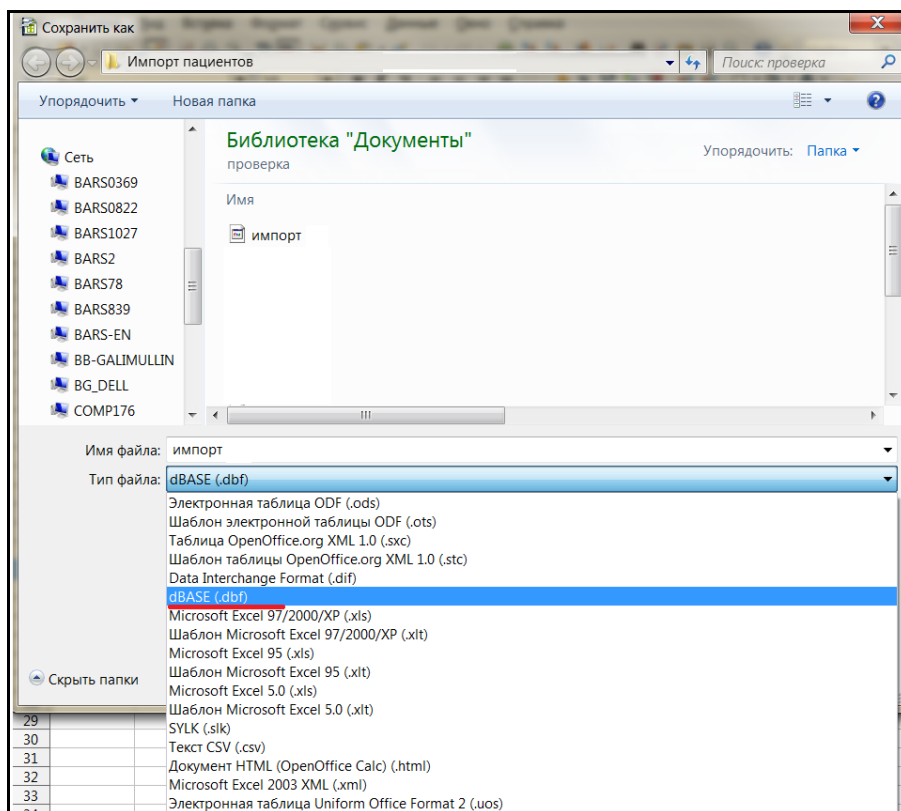 Сохранить как
Импорт пациентов
Поиск: проверка
Упорядочить
Новая папка
Сеть
BARS0369
BARS0822
BARS1027
BARS2
BARS78
BARS839
BARS-EN
BB-GALIMULLIN
BG_DELL
COMP176
Библиотека "Документы"
проверка
Упорядочить: Папка
Имя
импорт
Имя файла: импорт
Тип файла: dBASE (.dbf)
Электронная таблица ODF (.ods)
Шаблон электронной таблицы ODF (.ots)
Таблица OpenOffice.org XML 1.0 (.sxc)
Шаблон таблицы OpenOffice.org XML 1.0 (.stc)
Data Interchange Format (.dif)
dBASE (.dbf)
Microsoft Excel 97/2000/XP (.xls)
Шаблон Microsoft Excel 97/2000/XP (.xlt)
Microsoft Excel 95 (.xls)
Шаблон Microsoft Excel 95 (.xlt)
Microsoft Excel 5.0 (.xls)
Шаблон Microsoft Excel 5.0 (.xlt)
SYLK (.slk)
Текст CSV (.csv)
Документ HTML (OpenOffice Calc) (.html)
Microsoft Excel 2003 XML (.xml)
Электронная таблица Uniform Office Format 2 (.uos)
Скрыть папки
29
30
31
32
33